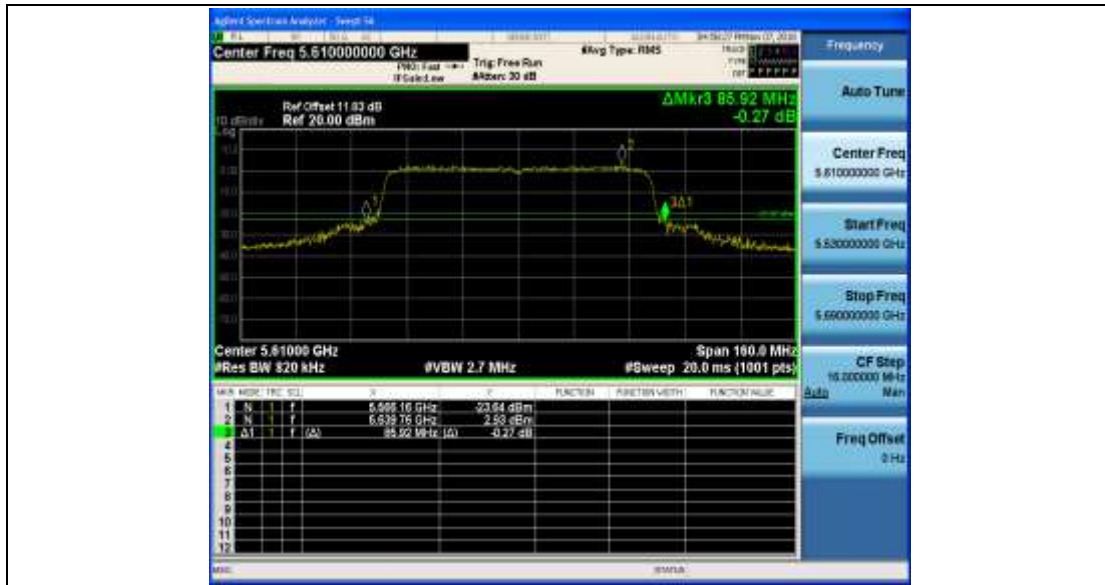 Agilent Spectrum Analyzer - Swept SA
Center Freq 5.610000000 GHz
PNO: Fast
IFGain:Low
Trig: Free Run
#Atten: 30 dB
#Avg Type: RMS
TRACE
TYPE
DET P P P P P P
Frequency
Auto Tune
Ref Offset 11.83 dB
Ref 20.00 dBm
10 dB/div
Log
ΔMkr3 85.92 MHz
-0.27 dB
1
2
3Δ1
Center Freq
5.610000000 GHz
Start Freq
5.530000000 GHz
Stop Freq
5.690000000 GHz
CF Step
16.000000 MHz
Auto Man
Freq Offset
0 Hz
Center 5.61000 GHz
Span 160.0 MHz
#Res BW 820 kHz
#VBW 2.7 MHz
#Sweep 20.0 ms (1001 pts)
MKR MODE TRC SCL X Y FUNCTION FUNCTION WIDTH FUNCTION VALUE
1 N 1 f 5.566 16 GHz -23.64 dBm
2 N 1 f 5.639 76 GHz 2.93 dBm
3 Δ1 1 f (Δ) 85.92 MHz (Δ) -0.27 dB
4
5
6
7
8
9
10
11
12
MSG
STATUS